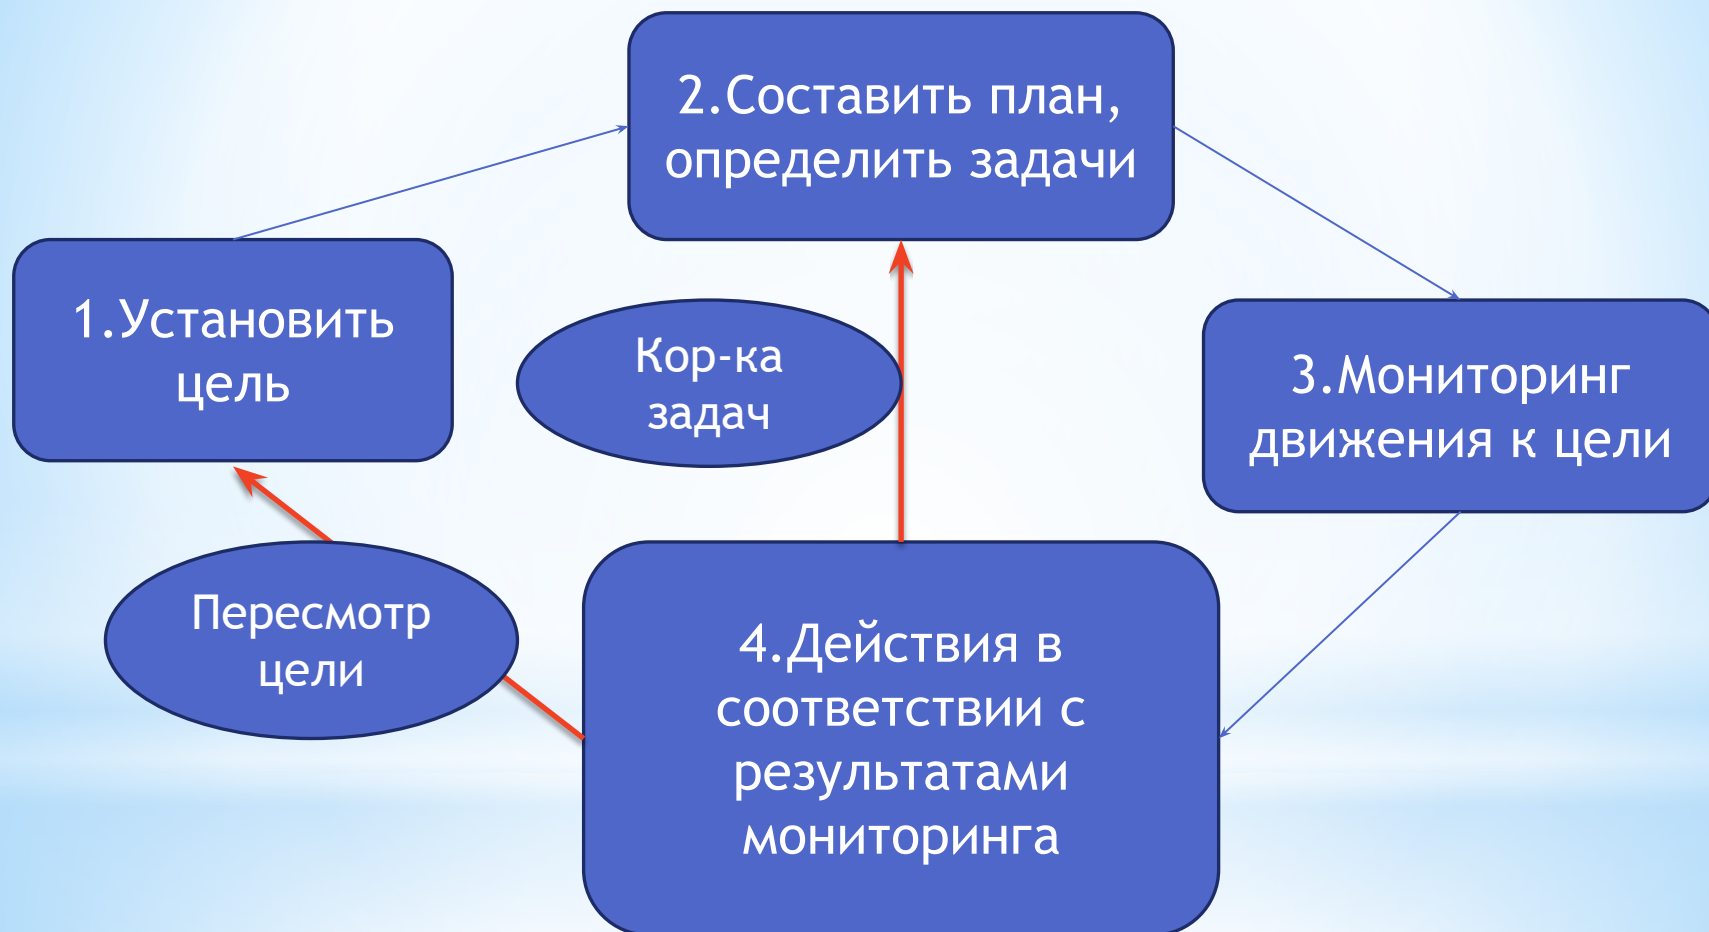 2.Составить план,
определить задачи
1.Установить
цель
Кор-ка
задач
3.Мониторинг
движения к цели
Пересмотр
цели
4.Действия в
соответствии с
результатами
мониторинга